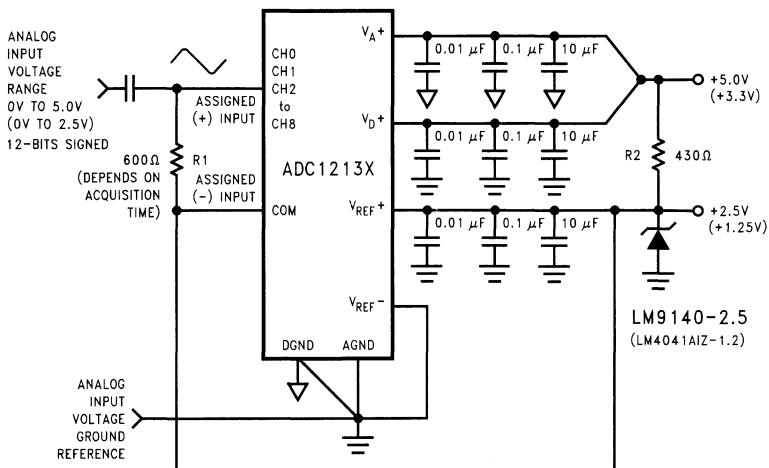 ANALOG
INPUT
VOLTAGE
RANGE
0V TO 5.0V
(0V TO 2.5V)
12-BITS SIGNED
600Ω
(DEPENDS ON
ACQUISITION
TIME)
R1
ASSIGNED
(+) INPUT
ASSIGNED
(−) INPUT
CH0
CH1
CH2
to
CH8
COM
ADC1213X
VA+
VD+
VREF+
VREF−
DGND
AGND
0.01 µF
0.1 µF
10 µF
0.01 µF
0.1 µF
10 µF
0.01 µF
0.1 µF
10 µF
+5.0V
(+3.3V)
R2
430Ω
+2.5V
(+1.25V)
LM9140-2.5
(LM4041AIZ-1.2)
ANALOG
INPUT
VOLTAGE
GROUND
REFERENCE